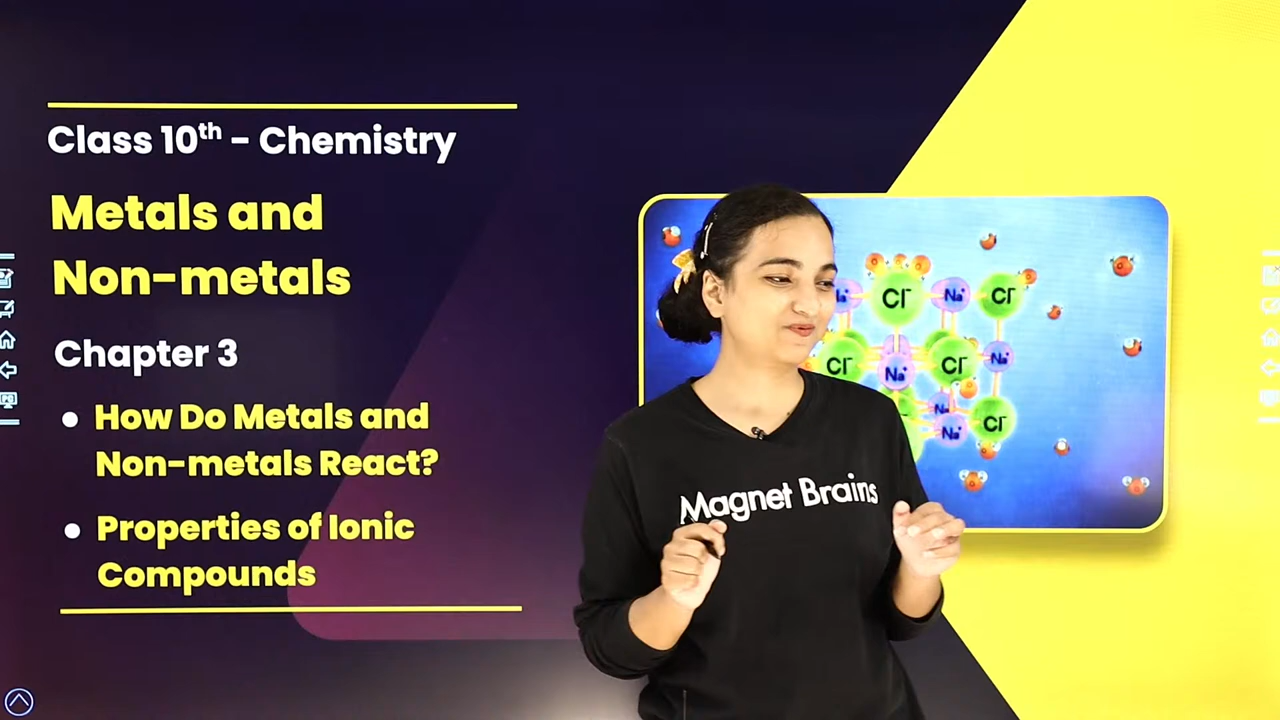 Class 10th - Chemistry
Metals and
Non-metals
Chapter 3
• How Do Metals and
Non-metals React?
• Properties of Ionic
Compounds
Magnet Brains
Cl⁻ Na⁺ Cl⁻
Cl⁻ Na⁺ Cl⁻ Na⁺
Na⁺ Na⁺ Cl⁻